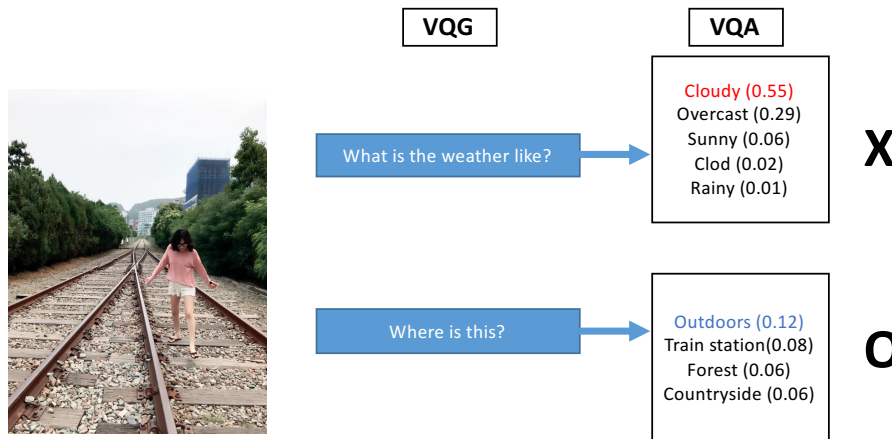 VQG
VQA
What is the weather like?
Cloudy (0.55)
Overcast (0.29)
Sunny (0.06)
Clod (0.02)
Rainy (0.01)
X
Where is this?
Outdoors (0.12)
Train station(0.08)
Forest (0.06)
Countryside (0.06)
O